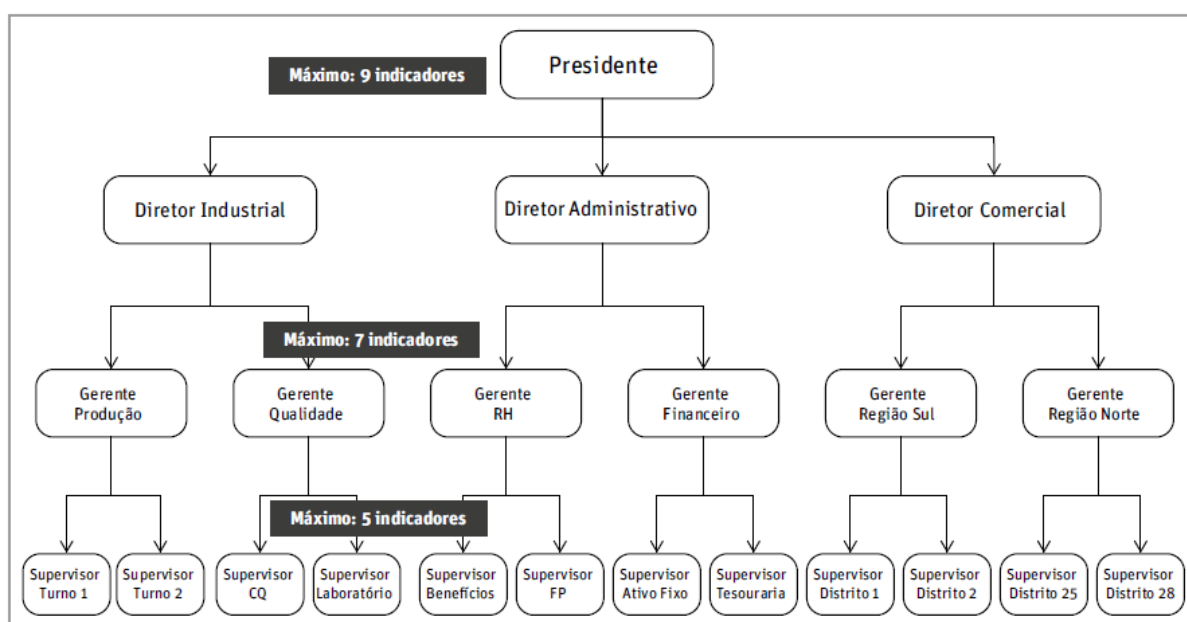 Presidente
Máximo: 9 indicadores
Diretor Industrial
Diretor Administrativo
Diretor Comercial
Máximo: 7 indicadores
Gerente
Produção
Gerente
Qualidade
Gerente
RH
Gerente
Financeiro
Gerente
Região Sul
Gerente
Região Norte
Máximo: 5 indicadores
Supervisor
Turno 1
Supervisor
Turno 2
Supervisor
CQ
Supervisor
Laboratório
Supervisor
Benefícios
Supervisor
FP
Supervisor
Ativo Fixo
Supervisor
Tesouraria
Supervisor
Distrito 1
Supervisor
Distrito 2
Supervisor
Distrito 25
Supervisor
Distrito 28